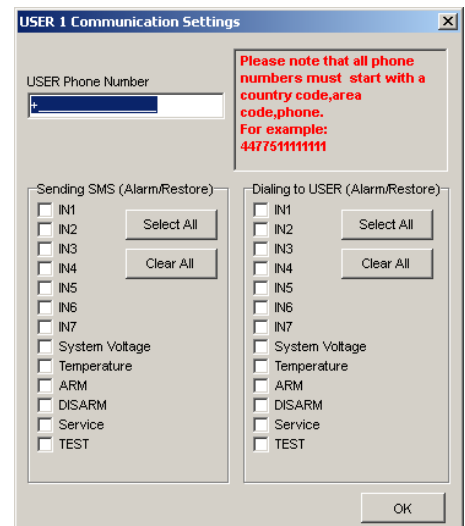 USER 1 Communication Settings
Please note that all phone
numbers must start with a
country code,area
code,phone.
For example:
4477511111111
USER Phone Number
+_______________
Sending SMS (Alarm/Restore)
IN1
IN2
IN3
IN4
IN5
IN6
IN7
System Voltage
Temperature
ARM
DISARM
Service
TEST
Select All
Clear All
Dialing to USER (Alarm/Restore)
IN1
IN2
IN3
IN4
IN5
IN6
IN7
System Voltage
Temperature
ARM
DISARM
Service
TEST
Select All
Clear All
OK